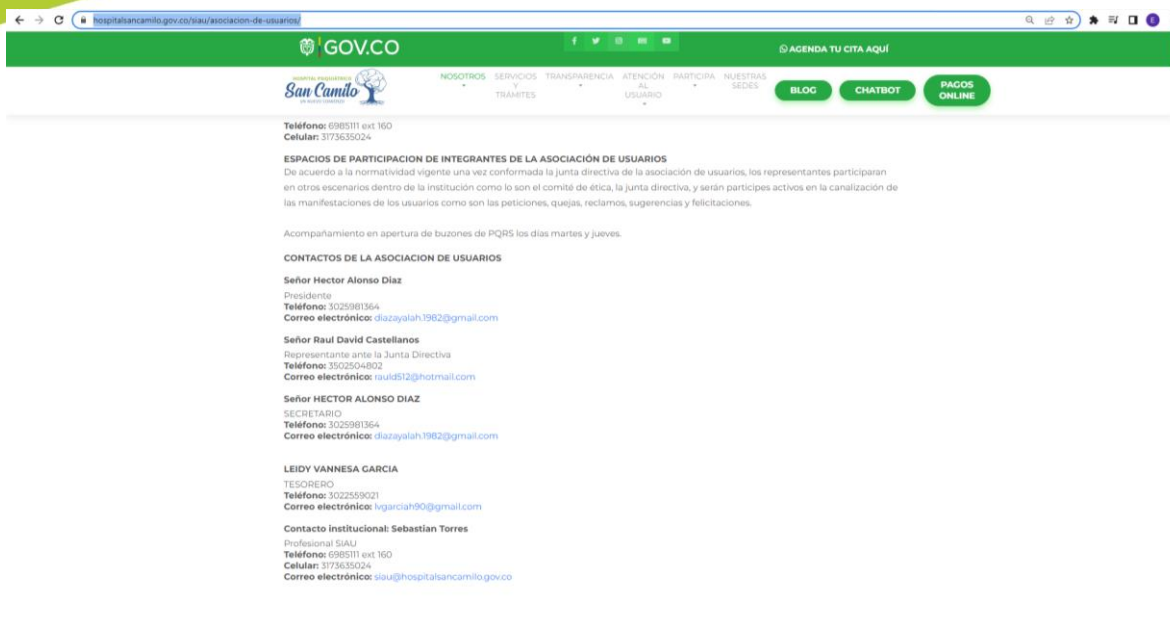 hospitalsancamilo.gov.co/siau/asociacion-de-usuarios/
E
GOV.CO
AGENDA TU CITA AQUÍ
HOSPITAL PSIQUIÁTRICO
San Camilo
UN NUEVO COMIENZO
NOSOTROS
SERVICIOS Y TRÁMITES
TRANSPARENCIA
ATENCIÓN AL USUARIO
PARTICIPA
NUESTRAS SEDES
BLOG
CHATBOT
PAGOS ONLINE
Teléfono: 6985111 ext 160
Celular: 3173635024
ESPACIOS DE PARTICIPACION DE INTEGRANTES DE LA ASOCIACIÓN DE USUARIOS
De acuerdo a la normatividad vigente una vez conformada la junta directiva de la asociación de usuarios, los representantes participaran
en otros escenarios dentro de la institución como lo son el comité de ética, la junta directiva, y serán participes activos en la canalización de
las manifestaciones de los usuarios como son las peticiones, quejas, reclamos, sugerencias y felicitaciones.
Acompañamiento en apertura de buzones de PQRS los días martes y jueves.
CONTACTOS DE LA ASOCIACION DE USUARIOS
Señor Hector Alonso Diaz
Presidente
Teléfono: 3025981364
Correo electrónico: diazayalah.1982@gmail.com
Señor Raul David Castellanos
Representante ante la Junta Directiva
Teléfono: 3502504802
Correo electrónico: rauld512@hotmail.com
Señor HECTOR ALONSO DIAZ
SECRETARIO
Teléfono: 3025981364
Correo electrónico: diazayalah.1982@gmail.com
LEIDY VANNESA GARCIA
TESORERO
Teléfono: 3022559021
Correo electrónico: lvgarciah90@gmail.com
Contacto institucional: Sebastian Torres
Profesional SIAU
Teléfono: 6985111 ext 160
Celular: 3173635024
Correo electrónico: siau@hospitalsancamilo.gov.co